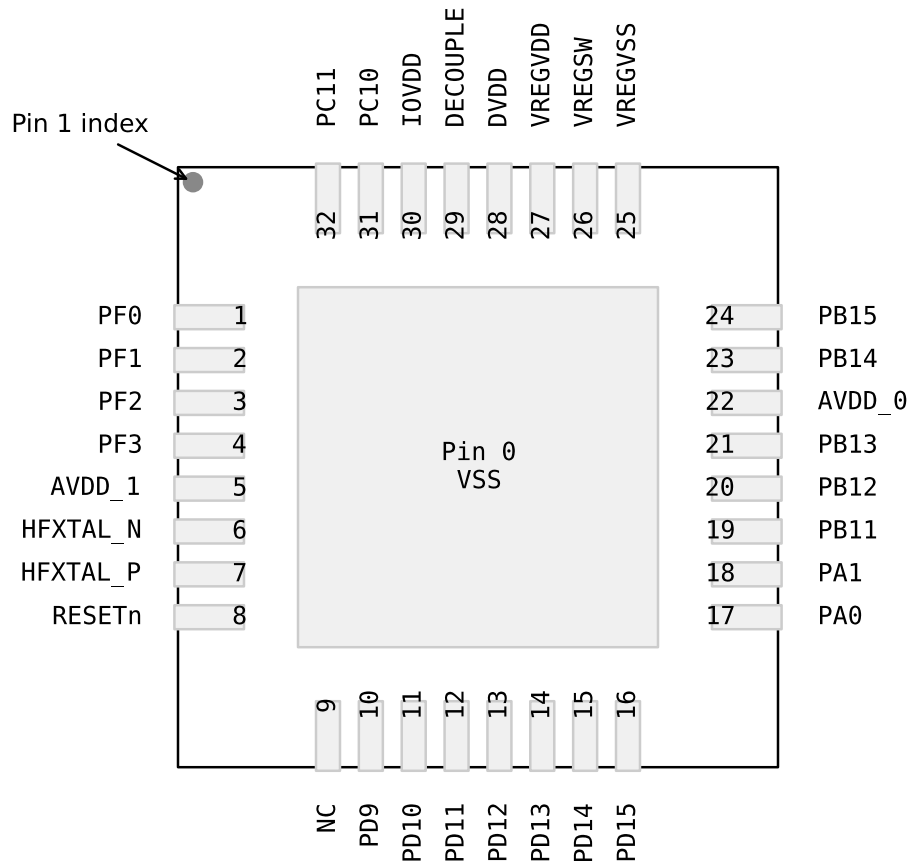 PC11
PC10
IOVDD
DECOUPLE
DVDD
VREGVDD
VREGSW
VREGVSS
Pin 1 index
32
31
30
29
28
27
26
25
PF0 1
PF1 2
PF2 3
PF3 4
AVDD_1 5
HFXTAL_N 6
HFXTAL_P 7
RESETn 8
Pin 0
VSS
24 PB15
23 PB14
22 AVDD_0
21 PB13
20 PB12
19 PB11
18 PA1
17 PA0
9
10
11
12
13
14
15
16
NC
PD9
PD10
PD11
PD12
PD13
PD14
PD15